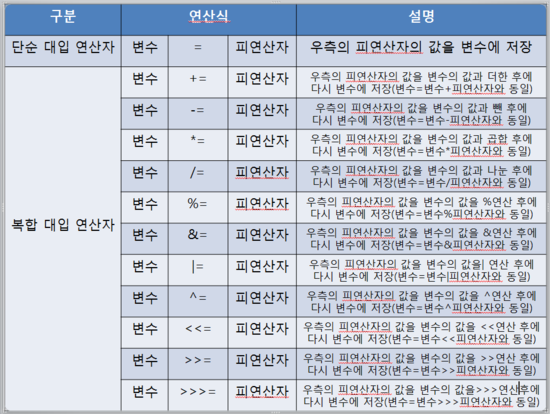 구분 연산식 설명
단순 대입 연산자 변수 = 피연산자 우측의 피연산자의 값을 변수에 저장
복합 대입 연산자
변수 += 피연산자 우측의 피연산자의 값을 변수의 값과 더한 후에
다시 변수에 저장(변수=변수+피연산자와 동일)
변수 -= 피연산자 우측의 피연산자의 값을 변수의 값과 뺀 후에
다시 변수에 저장(변수=변수-피연산자와 동일)
변수 *= 피연산자 우측의 피연산자의 값을 변수의 값과 곱합 후에
다시 변수에 저장(변수=변수*피연산자와 동일)
변수 /= 피연산자 우측의 피연산자의 값을 변수의 값과 나눈 후에
다시 변수에 저장(변수=변수/피연산자와 동일)
변수 %= 피연산자 우측의 피연산자의 값을 변수의 값을 %연산 후에
다시 변수에 저장(변수=변수%피연산자와 동일)
변수 &= 피연산자 우측의 피연산자의 값을 변수의 값을 &연산 후에
다시 변수에 저장(변수=변수&피연산자와 동일)
변수 |= 피연산자 우측의 피연산자의 값을 변수의 값을| 연산 후에
다시 변수에 저장(변수=변수|피연산자와 동일)
변수 ^= 피연산자 우측의 피연산자의 값을 변수의 값을 ^연산 후에
다시 변수에 저장(변수=변수^피연산자와 동일)
변수 <<= 피연산자 우측의 피연산자의 값을 변수의 값을 <<연산 후에
다시 변수에 저장(변수=변수<<피연산자와 동일)
변수 >>= 피연산자 우측의 피연산자의 값을 변수의 값을 >>연산 후에
다시 변수에 저장(변수=변수>>피연산자와 동일)
변수 >>>= 피연산자 우측의 피연산자의 값을 변수의 값을>>>연산후에
다시 변수에 저장(변수=변수>>>피연산자와 동일)